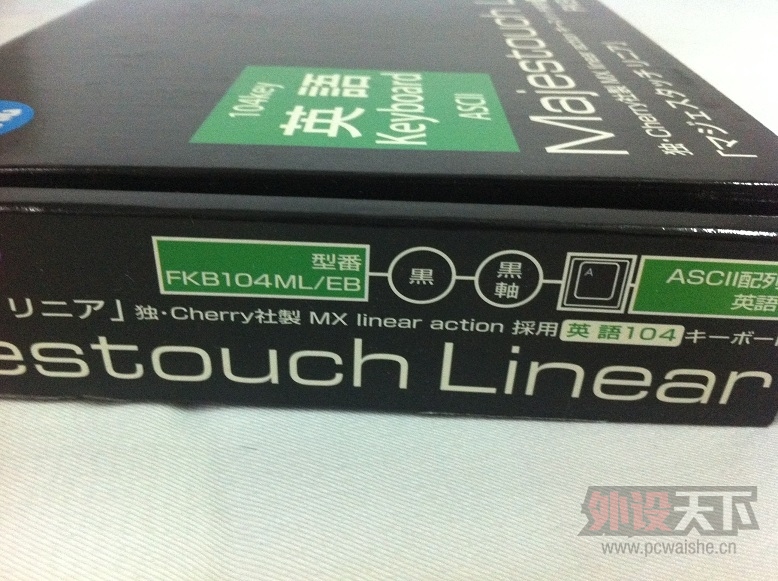 104key
英語
Keyboard
ASCII
Majestouch L
独 Cherry社製 MX linear
「マジェスタッチ リニア」
型番
FKB104ML/EB
黒
黒軸
A
ASCII配列
英語
リニア」独・Cherry社製 MX linear action 採用 英語104 キーボー
estouch Linear
外设天下
www.pcwaishe.cn